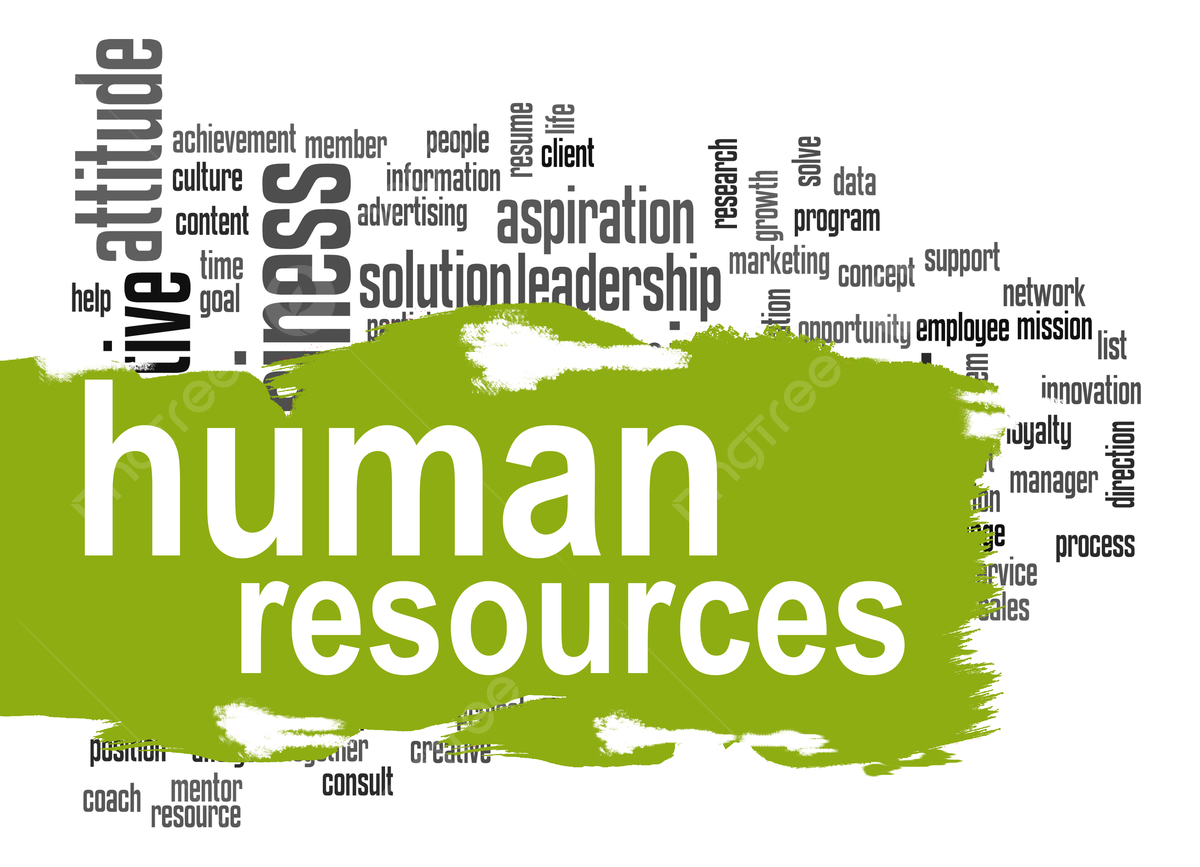 attitude
achievement
member
people
resume
life
client
culture
information
content
advertising
aspiration
research
growth
solve
data
program
time
goal
help
solution
leadership
marketing
concept
support
network
opportunity
employee
mission
list
innovation
loyalty
direction
manager
process
human
resources
position
creative
consult
coach
mentor
resource
pngtree